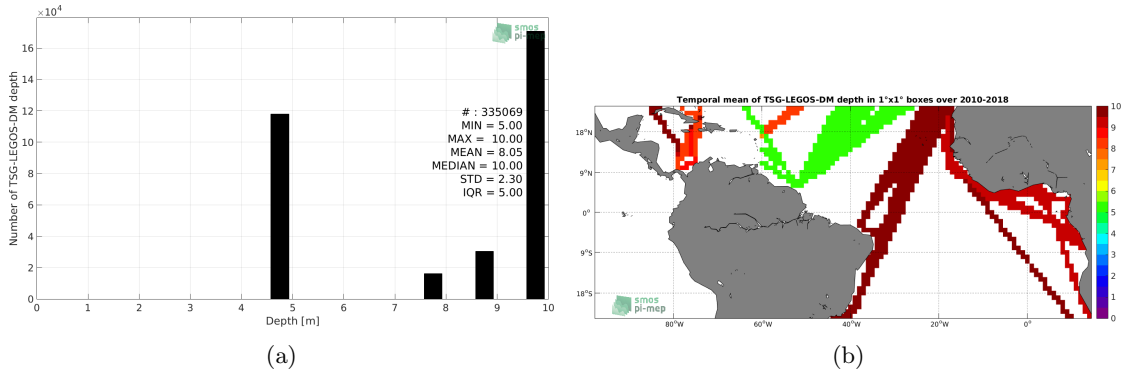 ×10⁴
smos
pi-mep
16
14
12
10
8
6
4
2
0
Number of TSG-LEGOS-DM depth
# : 335069
MIN = 5.00
MAX = 10.00
MEAN = 8.05
MEDIAN = 10.00
STD = 2.30
IQR = 5.00
0 1 2 3 4 5 6 7 8 9 10
Depth [m]
(a)
Temporal mean of TSG-LEGOS-DM depth in 1°x1° boxes over 2010-2018
18°N
9°N
0°
9°S
18°S
smos
pi-mep
80°W 60°W 40°W 20°W 0°
10
9
8
7
6
5
4
3
2
1
0
(b)